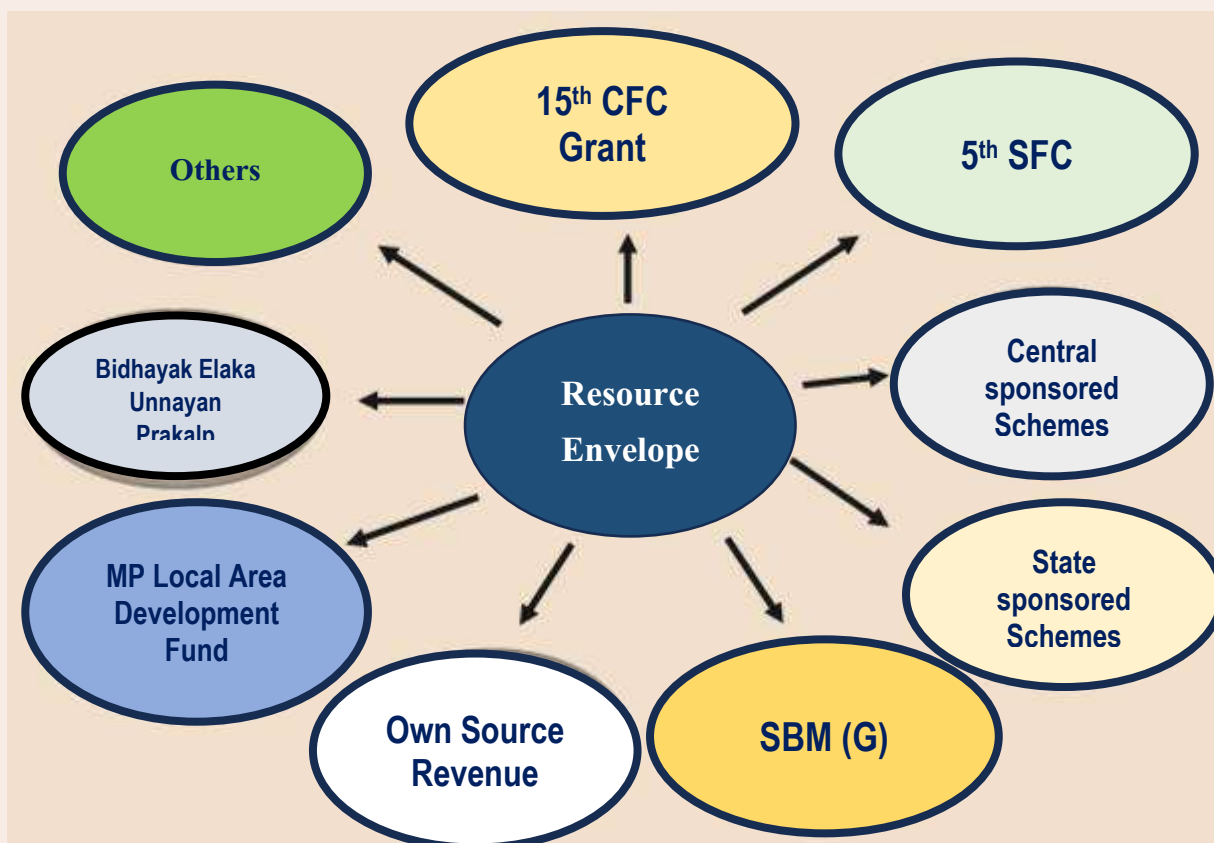 15th CFC
Grant
Others
5th SFC
Bidhayak Elaka
Unnayan
Prakalp
Resource
Envelope
Central
sponsored
Schemes
MP Local Area
Development
Fund
State
sponsored
Schemes
Own Source
Revenue
SBM (G)